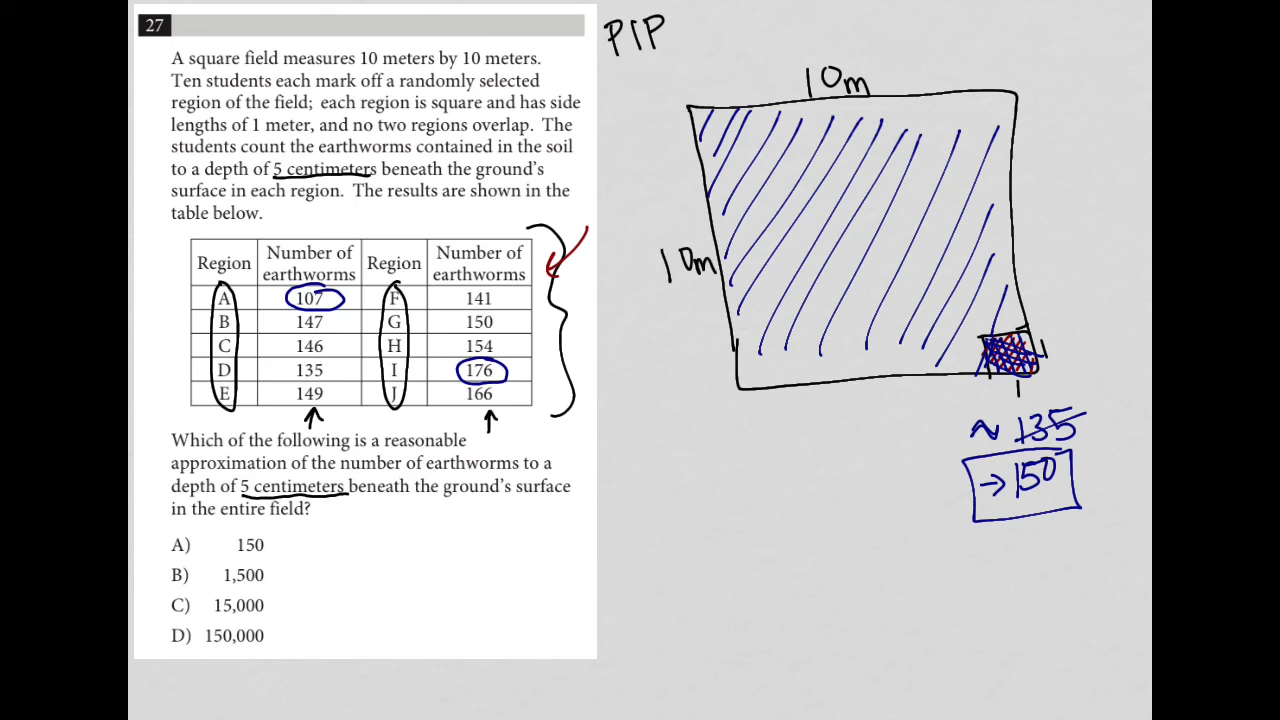 27
A square field measures 10 meters by 10 meters.
Ten students each mark off a randomly selected
region of the field; each region is square and has side
lengths of 1 meter, and no two regions overlap. The
students count the earthworms contained in the soil
to a depth of 5 centimeters beneath the ground's
surface in each region. The results are shown in the
table below.
Region Number of earthworms Region Number of earthworms
A 107 F 141
B 147 G 150
C 146 H 154
D 135 I 176
E 149 J 166
Which of the following is a reasonable
approximation of the number of earthworms to a
depth of 5 centimeters beneath the ground's surface
in the entire field?
A) 150
B) 1,500
C) 15,000
D) 150,000
PIP
10m
10m
1
1
~ 135
→ 150